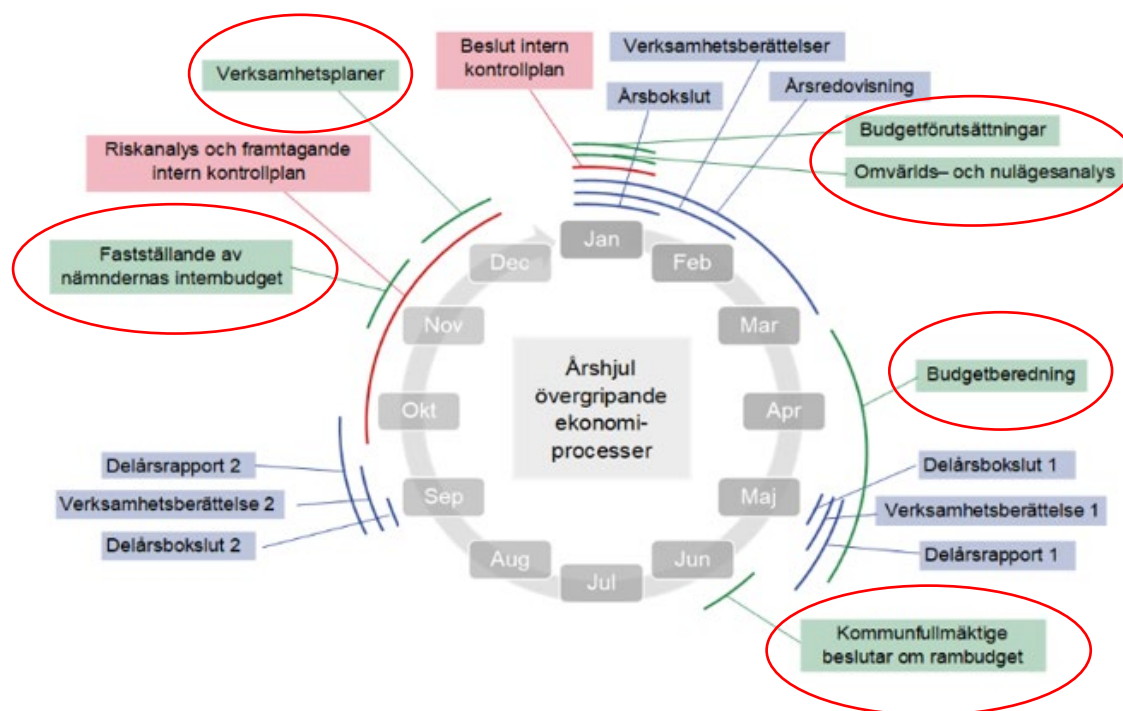 Beslut intern
kontrollplan
Verksamhetsberättelser
Årsbokslut
Årsredovisning
Budgetförutsättningar
Omvärlds– och nulägesanalys
Verksamhetsplaner
Riskanalys och framtagande
intern kontrollplan
Fastställande av
nämndernas internbudget
Jan
Feb
Mar
Apr
Maj
Jun
Jul
Aug
Sep
Okt
Nov
Dec
Årshjul
övergripande
ekonomi-
processer
Budgetberedning
Delårsbokslut 1
Verksamhetsberättelse 1
Delårsrapport 1
Kommunfullmäktige
beslutar om rambudget
Delårsrapport 2
Verksamhetsberättelse 2
Delårsbokslut 2